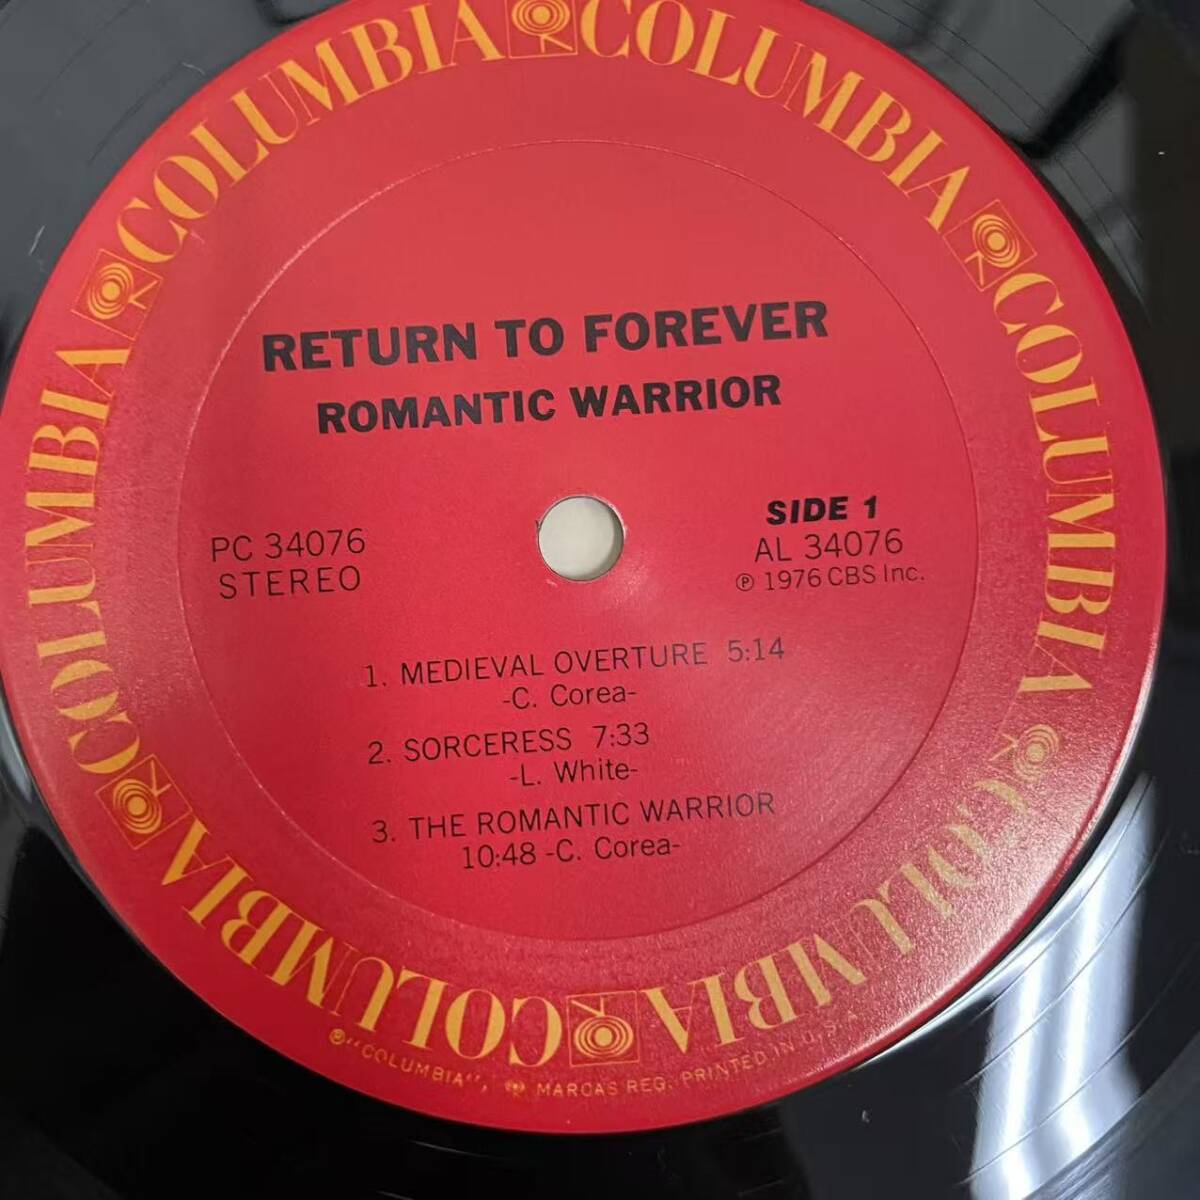 COLUMBIA COLUMBIA COLUMBIA COLUMBIA COLUMBIA COLUMBIA
RETURN TO FOREVER
ROMANTIC WARRIOR
PC 34076
STEREO
SIDE 1
AL 34076
Ⓟ 1976 CBS Inc.
1. MEDIEVAL OVERTURE 5:14
-C. Corea-
2. SORCERESS 7:33
-L. White-
3. THE ROMANTIC WARRIOR
10:48 -C. Corea-
®"COLUMBIA", MARCAS REG. PRINTED IN U.S.A.